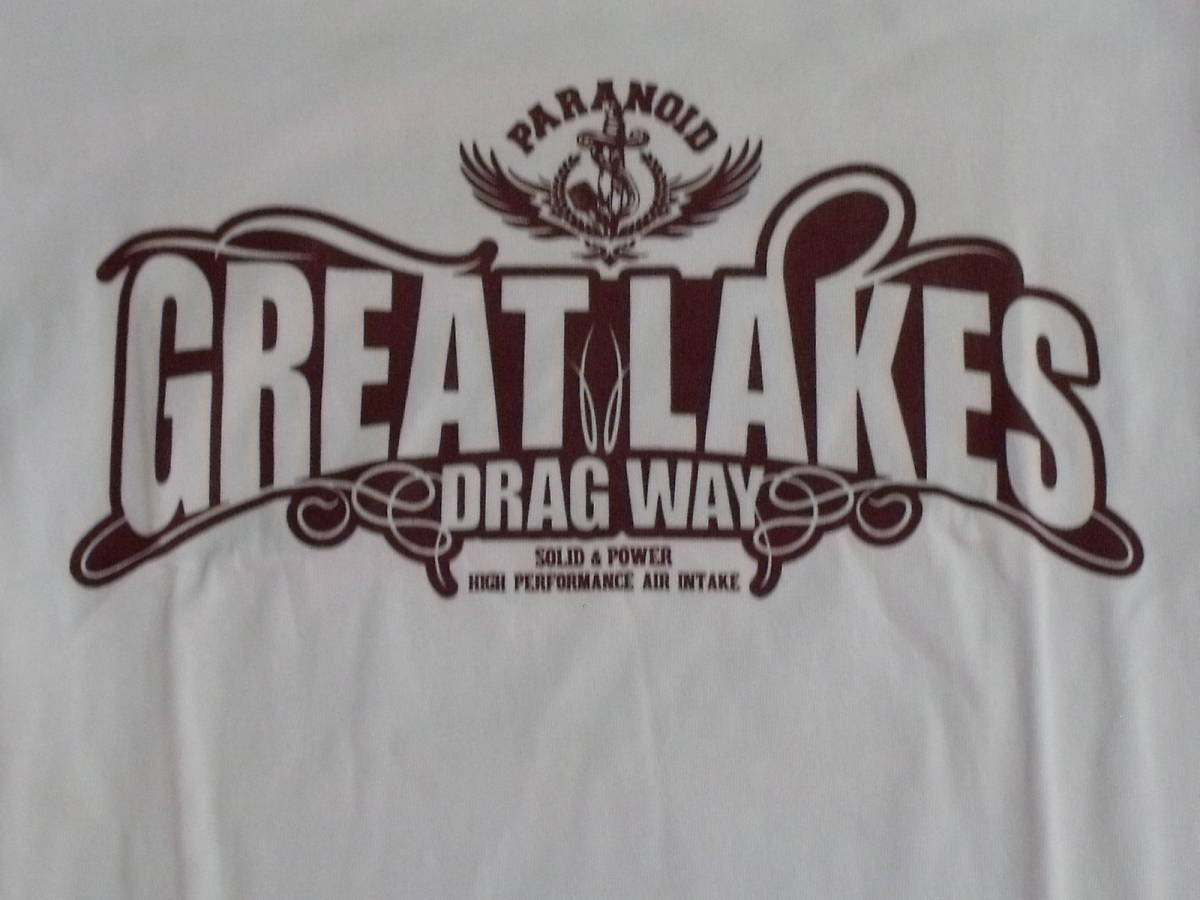 PARANOID
GREAT LAKES
DRAG WAY
SOLID & POWER
HIGH PERFORMANCE AIR INTAKE